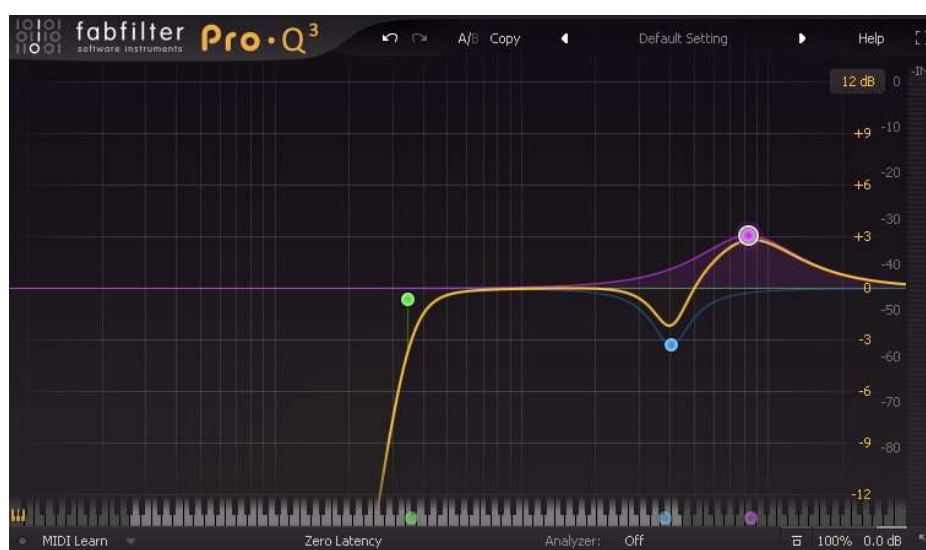 fabfilter
software instruments
Pro·Q³
A/B Copy
Default Setting
Help
12 dB
0
-IN
+9
-10
-20
+6
-30
+3
-40
0
-50
-3
-60
-6
-70
-9
-80
-12
MIDI Learn
Zero Latency
Analyzer: Off
100%
0.0 dB